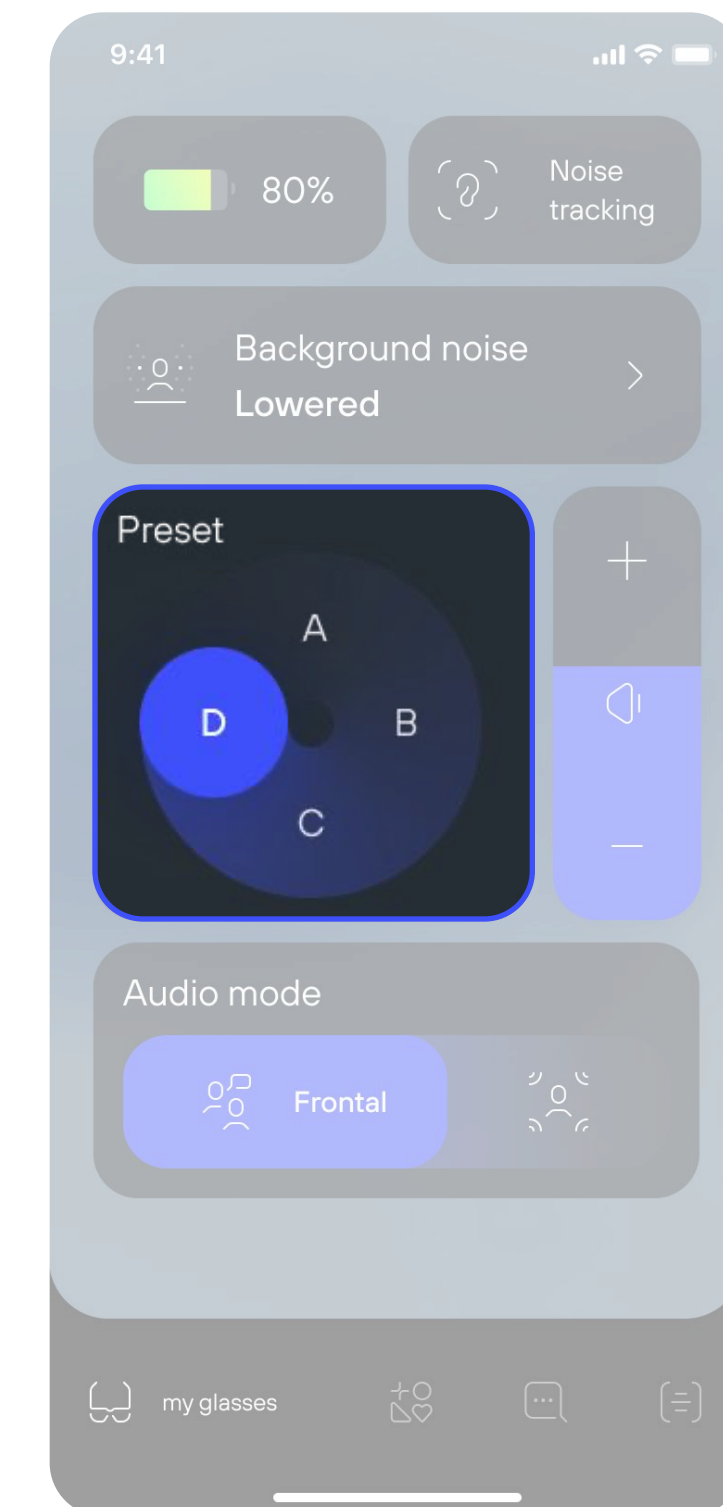 9:41
80%
Noise
tracking
Background noise
Lowered
Preset
A
D
B
C
Audio mode
Frontal
my glasses